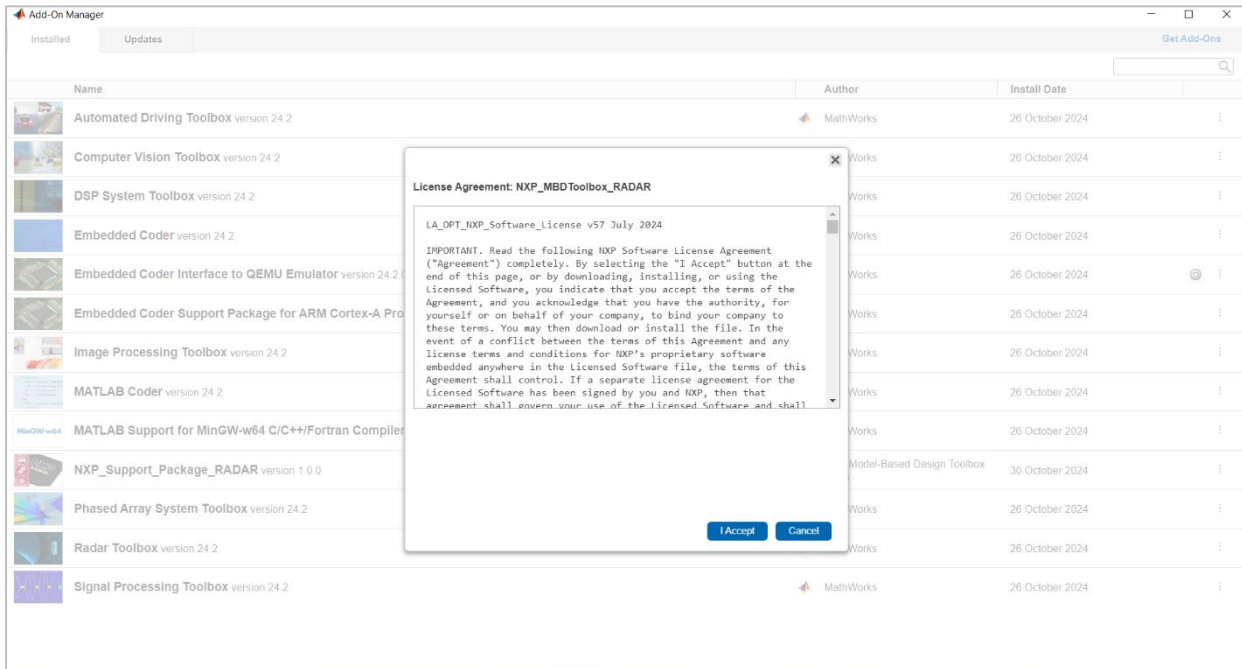 Add-On Manager
Installed Updates Get Add-Ons
Name Author Install Date
Automated Driving Toolbox version 24.2 MathWorks 26 October 2024
Computer Vision Toolbox version 24.2 Works 26 October 2024
DSP System Toolbox version 24.2 Works 26 October 2024
Embedded Coder version 24.2 Works 26 October 2024
Embedded Coder Interface to QEMU Emulator version 24.2. Works 26 October 2024
Embedded Coder Support Package for ARM Cortex-A Pro Works 26 October 2024
Image Processing Toolbox version 24.2 Works 26 October 2024
MATLAB Coder version 24.2 Works 26 October 2024
MinGW-w64 MATLAB Support for MinGW-w64 C/C++/Fortran Compiler Works 26 October 2024
NXP_Support_Package_RADAR version 1.0.0 Model-Based Design Toolbox 30 October 2024
Phased Array System Toolbox version 24.2 Works 26 October 2024
Radar Toolbox version 24.2 Works 26 October 2024
Signal Processing Toolbox version 24.2 MathWorks 26 October 2024
License Agreement: NXP_MBDToolbox_RADAR
LA_OPT_NXP_Software_License v57 July 2024
IMPORTANT. Read the following NXP Software License Agreement
("Agreement") completely. By selecting the "I Accept" button at the
end of this page, or by downloading, installing, or using the
Licensed Software, you indicate that you accept the terms of the
Agreement, and you acknowledge that you have the authority, for
yourself or on behalf of your company, to bind your company to
these terms. You may then download or install the file. In the
event of a conflict between the terms of this Agreement and any
license terms and conditions for NXP's proprietary software
embedded anywhere in the Licensed Software file, the terms of this
Agreement shall control. If a separate license agreement for the
Licensed Software has been signed by you and NXP, then that
agreement shall govern your use of the Licensed Software and shall
I Accept Cancel